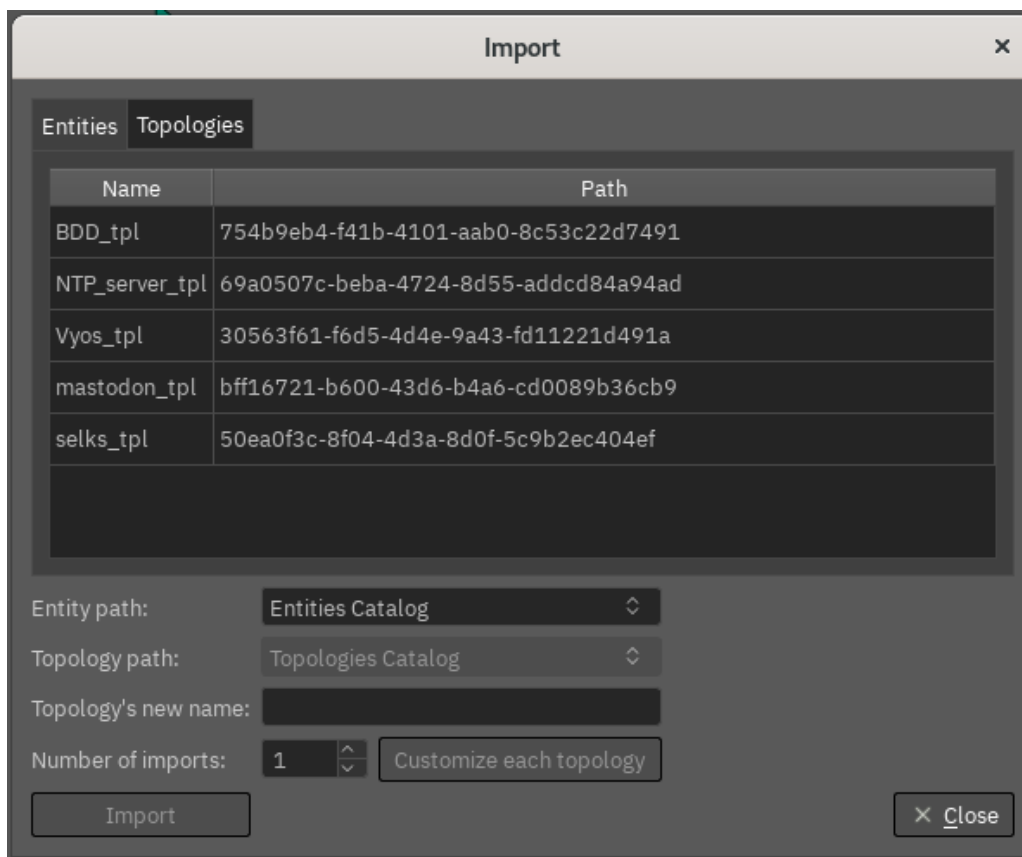 Import
Entities Topologies
Name Path
BDD_tpl 754b9eb4-f41b-4101-aab0-8c53c22d7491
NTP_server_tpl 69a0507c-beba-4724-8d55-addcd84a94ad
Vyos_tpl 30563f61-f6d5-4d4e-9a43-fd11221d491a
mastodon_tpl bff16721-b600-43d6-b4a6-cd0089b36cb9
selks_tpl 50ea0f3c-8f04-4d3a-8d0f-5c9b2ec404ef
Entity path: Entities Catalog
Topology path: Topologies Catalog
Topology's new name:
Number of imports: 1 Customize each topology
Import Close